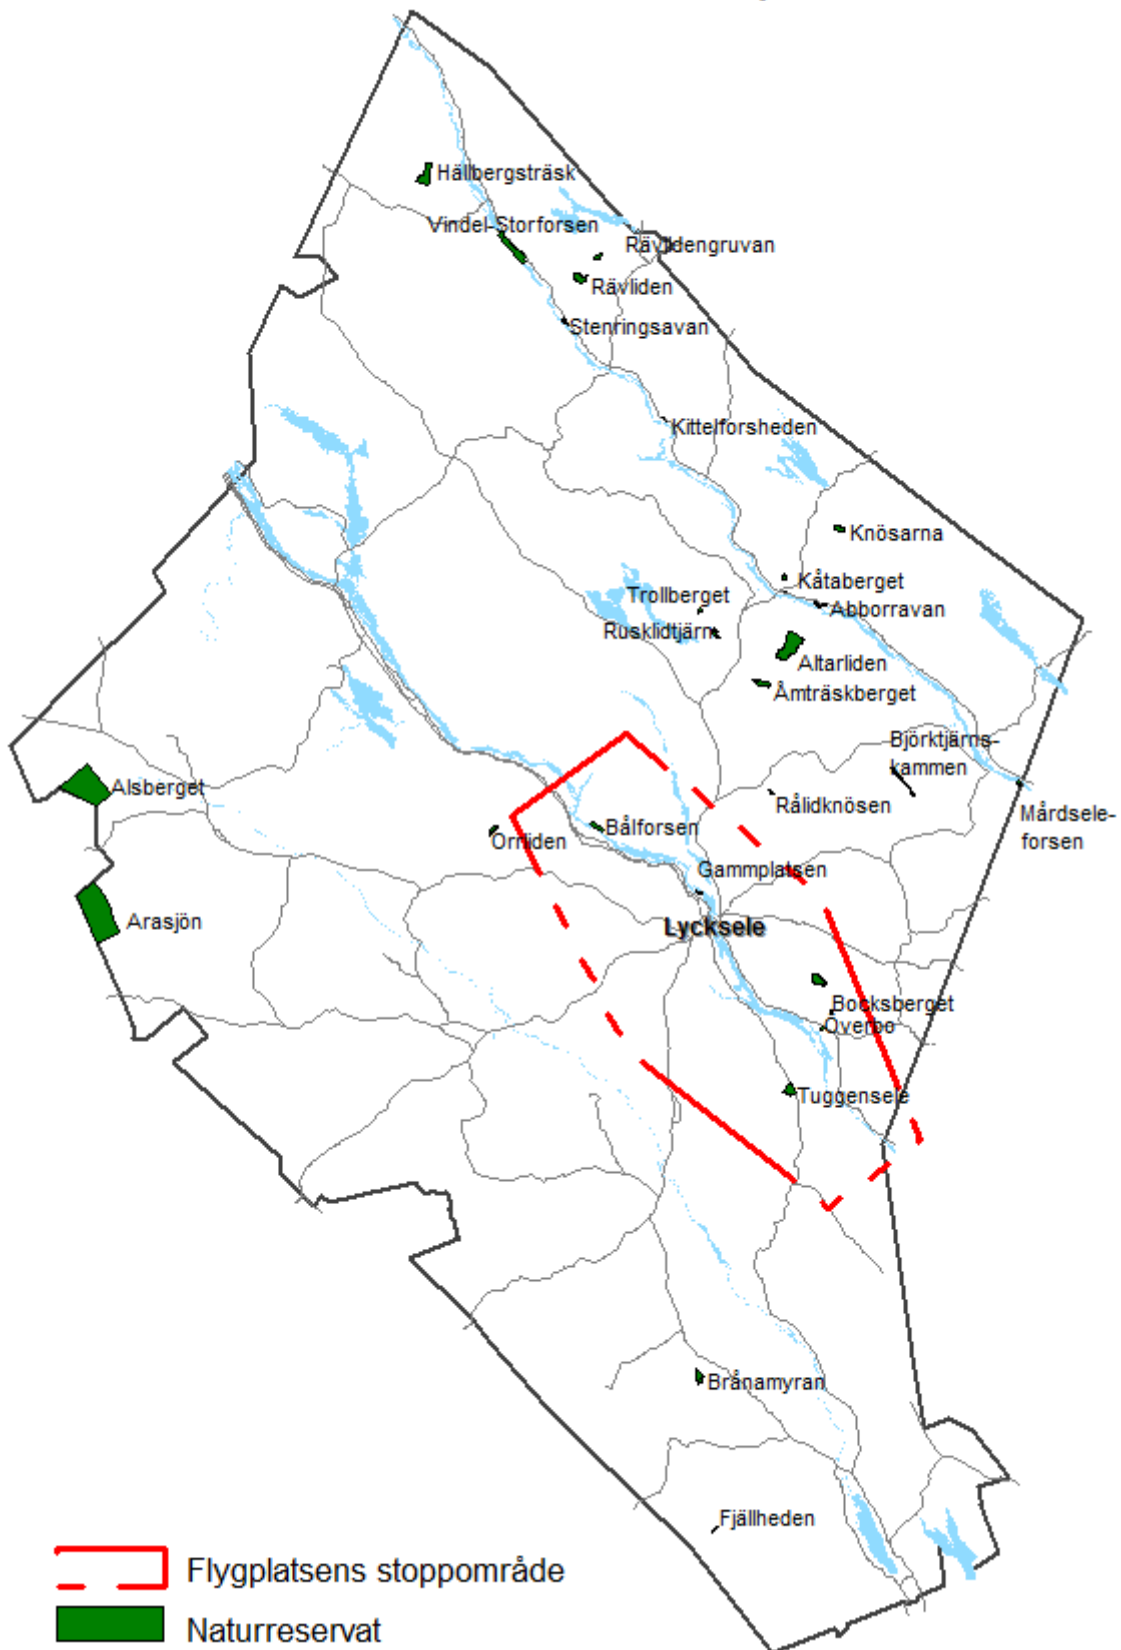 Hällbergsträsk
Vindel-Storforsen
Rävlidengruvan
Rävliden
Stenringsavan
Kittelforsheden
Knösarna
Kåtaberget
Trollberget
Abborravan
Rusklidtjärn
Altarliden
Åmträskberget
Björktjärns-
kammen
Alsberget
Rålidknösen
Mårdsele-
forsen
Örnliden
Bålforsen
Gammplatsen
Arasjön
Lycksele
Bocksberget
Överbo
Tuggensele
Brånamyran
Fjällheden
Flygplatsens stoppområde
Naturreservat